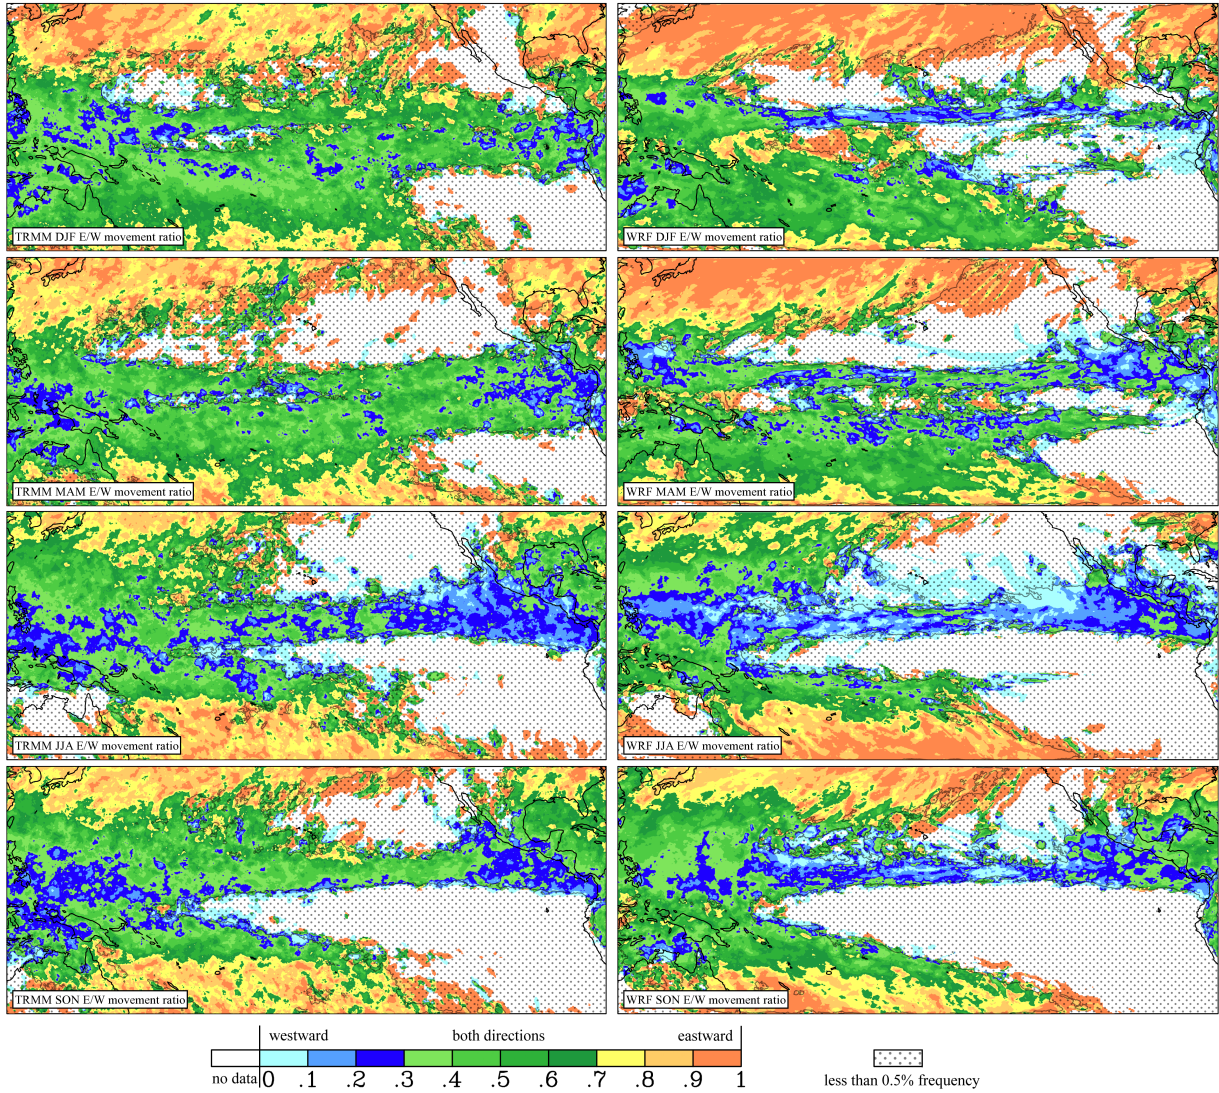 TRMM DJF E/W movement ratio
WRF DJF E/W movement ratio
TRMM MAM E/W movement ratio
WRF MAM E/W movement ratio
TRMM JJA E/W movement ratio
WRF JJA E/W movement ratio
TRMM SON E/W movement ratio
WRF SON E/W movement ratio
westward both directions eastward
no data 0 .1 .2 .3 .4 .5 .6 .7 .8 .9 1
less than 0.5% frequency